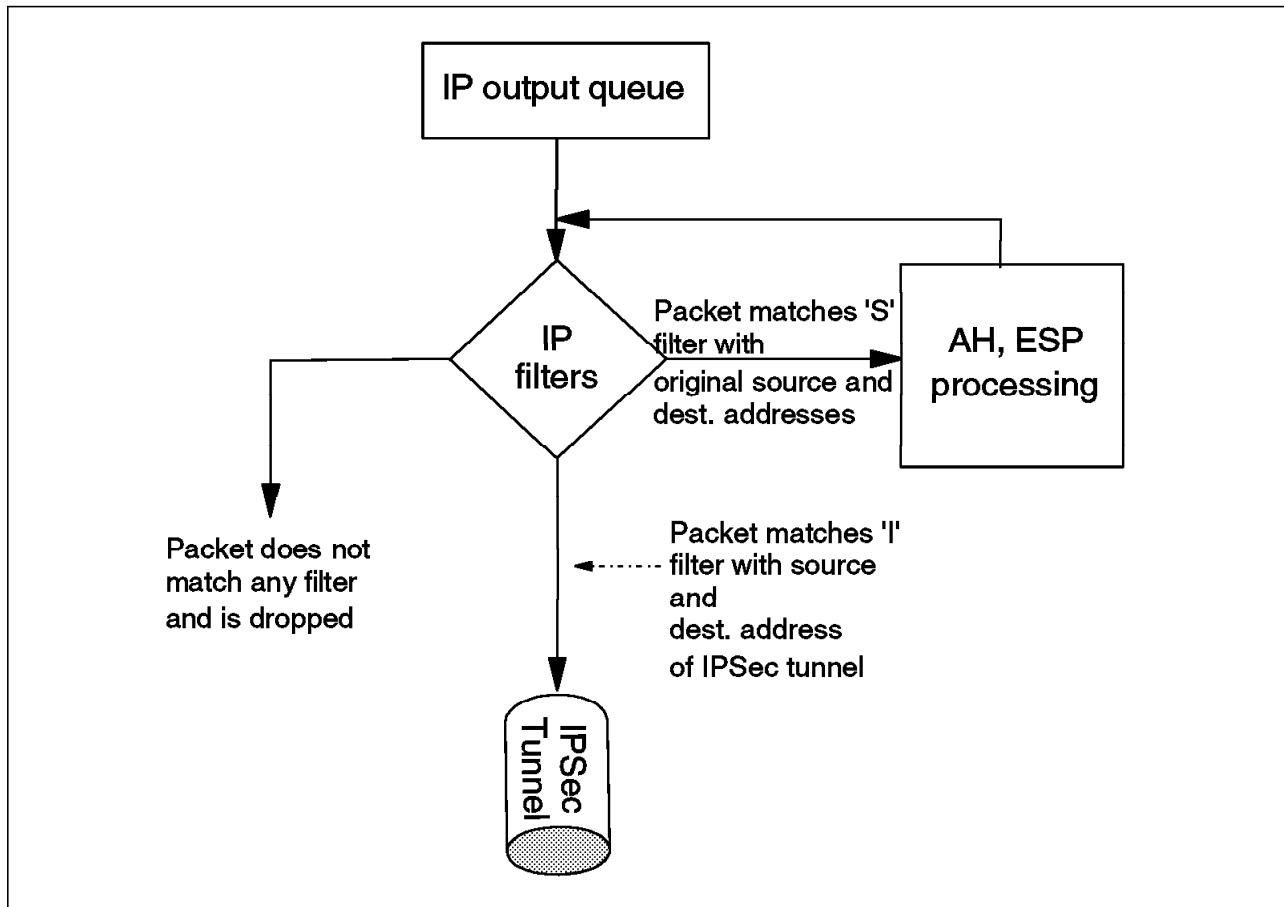 IP output queue
IP
filters
Packet matches 'S'
filter with
original source and
dest. addresses
AH, ESP
processing
Packet does not
match any filter
and is dropped
Packet matches 'I'
filter with source
and
dest. address
of IPSec tunnel
IPSec
Tunnel